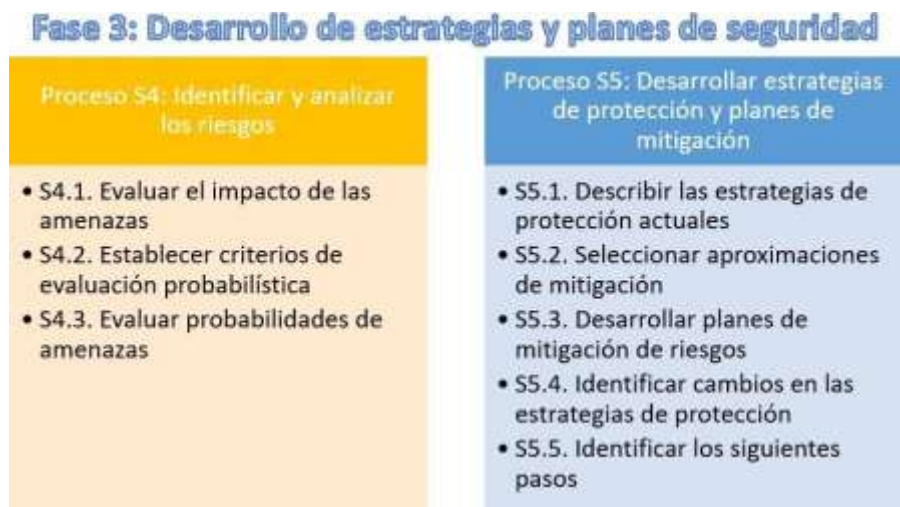 Fase 3: Desarrollo de estrategias y planes de seguridad
Proceso S4: Identificar y analizar
los riesgos
• S4.1. Evaluar el impacto de las
amenazas
• S4.2. Establecer criterios de
evaluación probabilística
• S4.3. Evaluar probabilidades de
amenazas
Proceso S5: Desarrollar estrategias
de protección y planes de
mitigación
• S5.1. Describir las estrategias de
protección actuales
• S5.2. Seleccionar aproximaciones
de mitigación
• S5.3. Desarrollar planes de
mitigación de riesgos
• S5.4. Identificar cambios en las
estrategias de protección
• S5.5. Identificar los siguientes
pasos